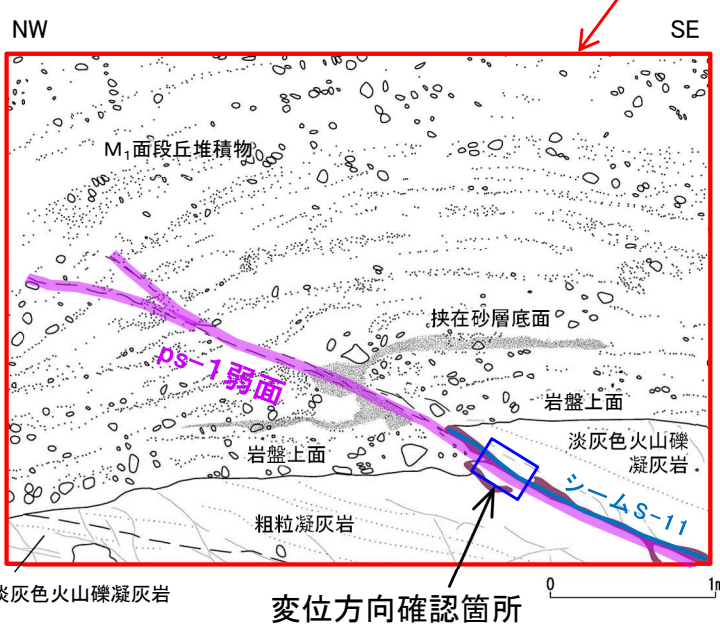 NW
SE
M₁面段丘堆積物
挟在砂層底面
ps-1弱面
岩盤上面
岩盤上面
淡灰色火山礫
凝灰岩
シームS-11
粗粒凝灰岩
淡灰色火山礫凝灰岩
変位方向確認箇所
0
1m